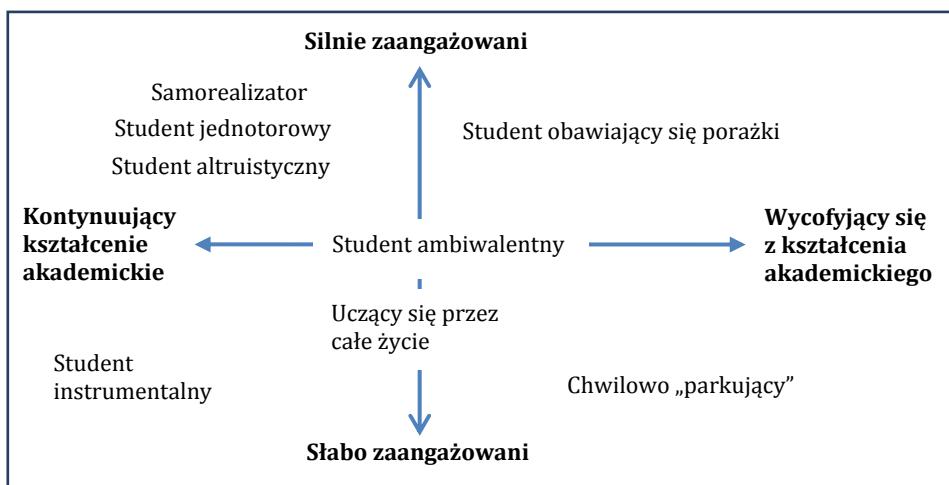 Silnie zaangażowani
Samorealizator
Student jednotorowy
Student altruistyczny
Student obawiający się porażki
Kontynuujący
kształcenie
akademickie
Student ambiwalentny
Wycofyjący się
z kształcenia
akademickiego
Uczący się przez
całe życie
Student
instrumentalny
Chwilowo „parkujący”
Słabo zaangażowani